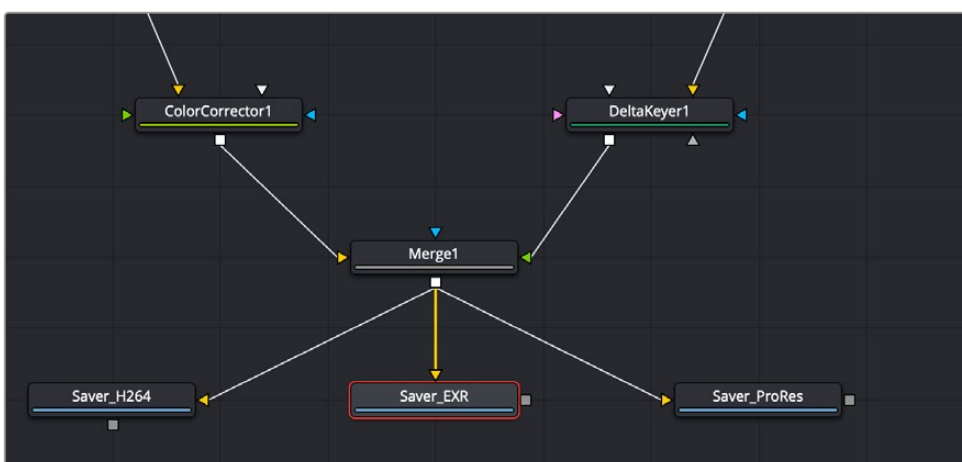 ColorCorrector1
DeltaKeyer1
Merge1
Saver_H264
Saver_EXR
Saver_ProRes